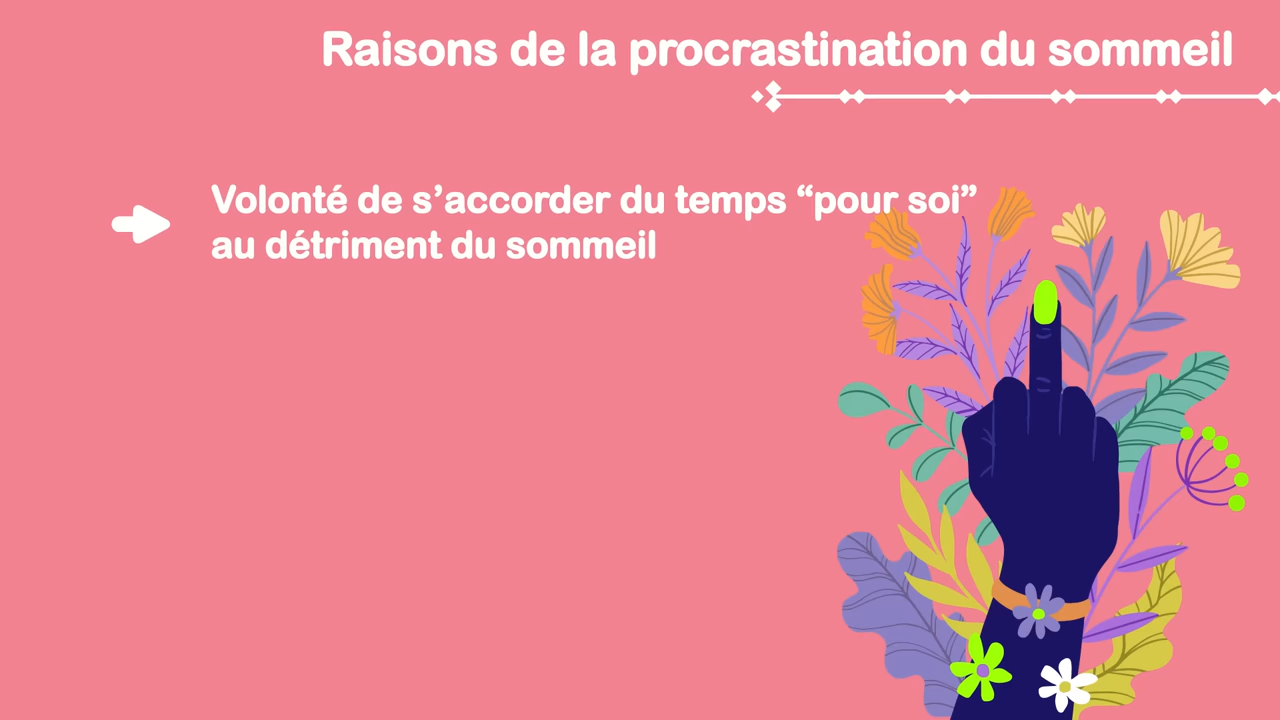 Raisons de la procrastination du sommeil
Volonté de s’accorder du temps “pour soi”
au détriment du sommeil